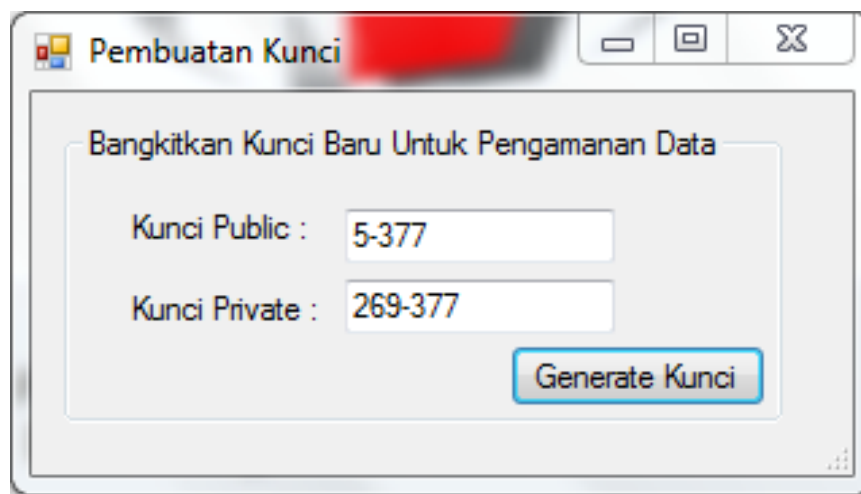 Pembuatan Kunci
Bangkitkan Kunci Baru Untuk Pengamanan Data
Kunci Public : 5-377
Kunci Private : 269-377
Generate Kunci